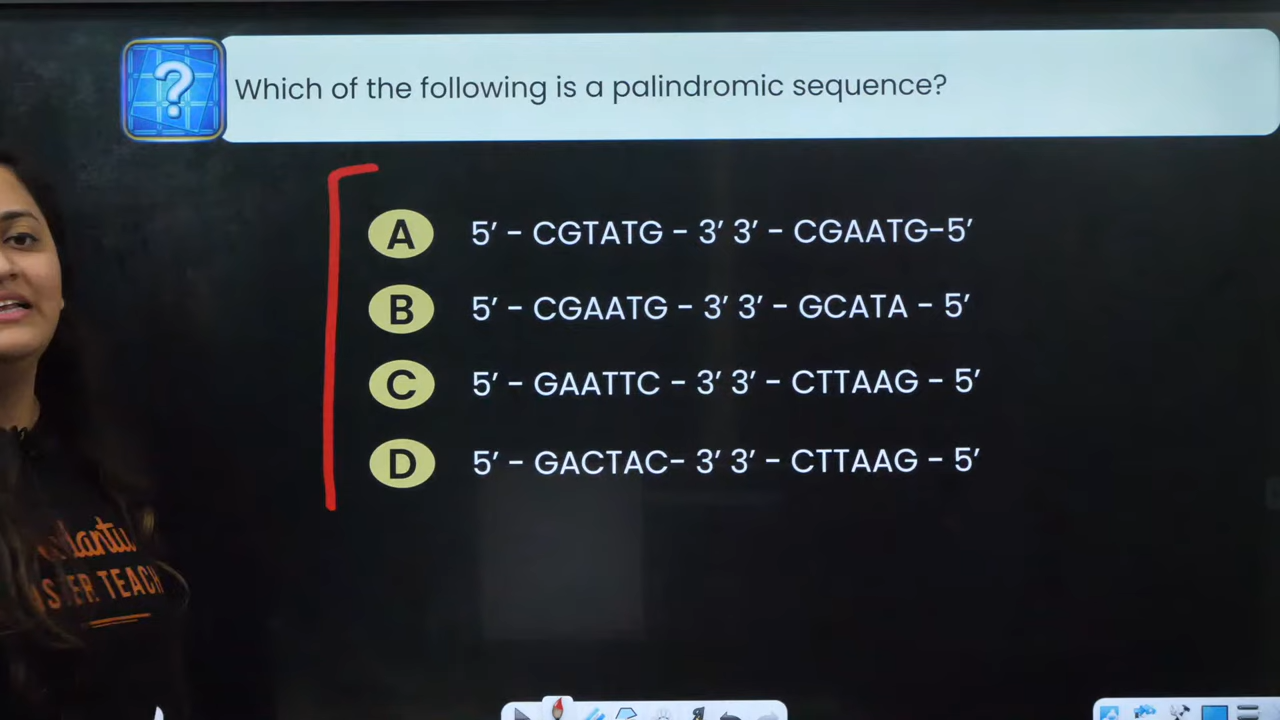 ?
Which of the following is a palindromic sequence?
A 5’ - CGTATG - 3’ 3’ - CGAATG-5’
B 5’ - CGAATG - 3’ 3’ - GCATA - 5’
C 5’ - GAATTC - 3’ 3’ - CTTAAG - 5’
D 5’ - GACTAC- 3’ 3’ - CTTAAG - 5’
TEACH